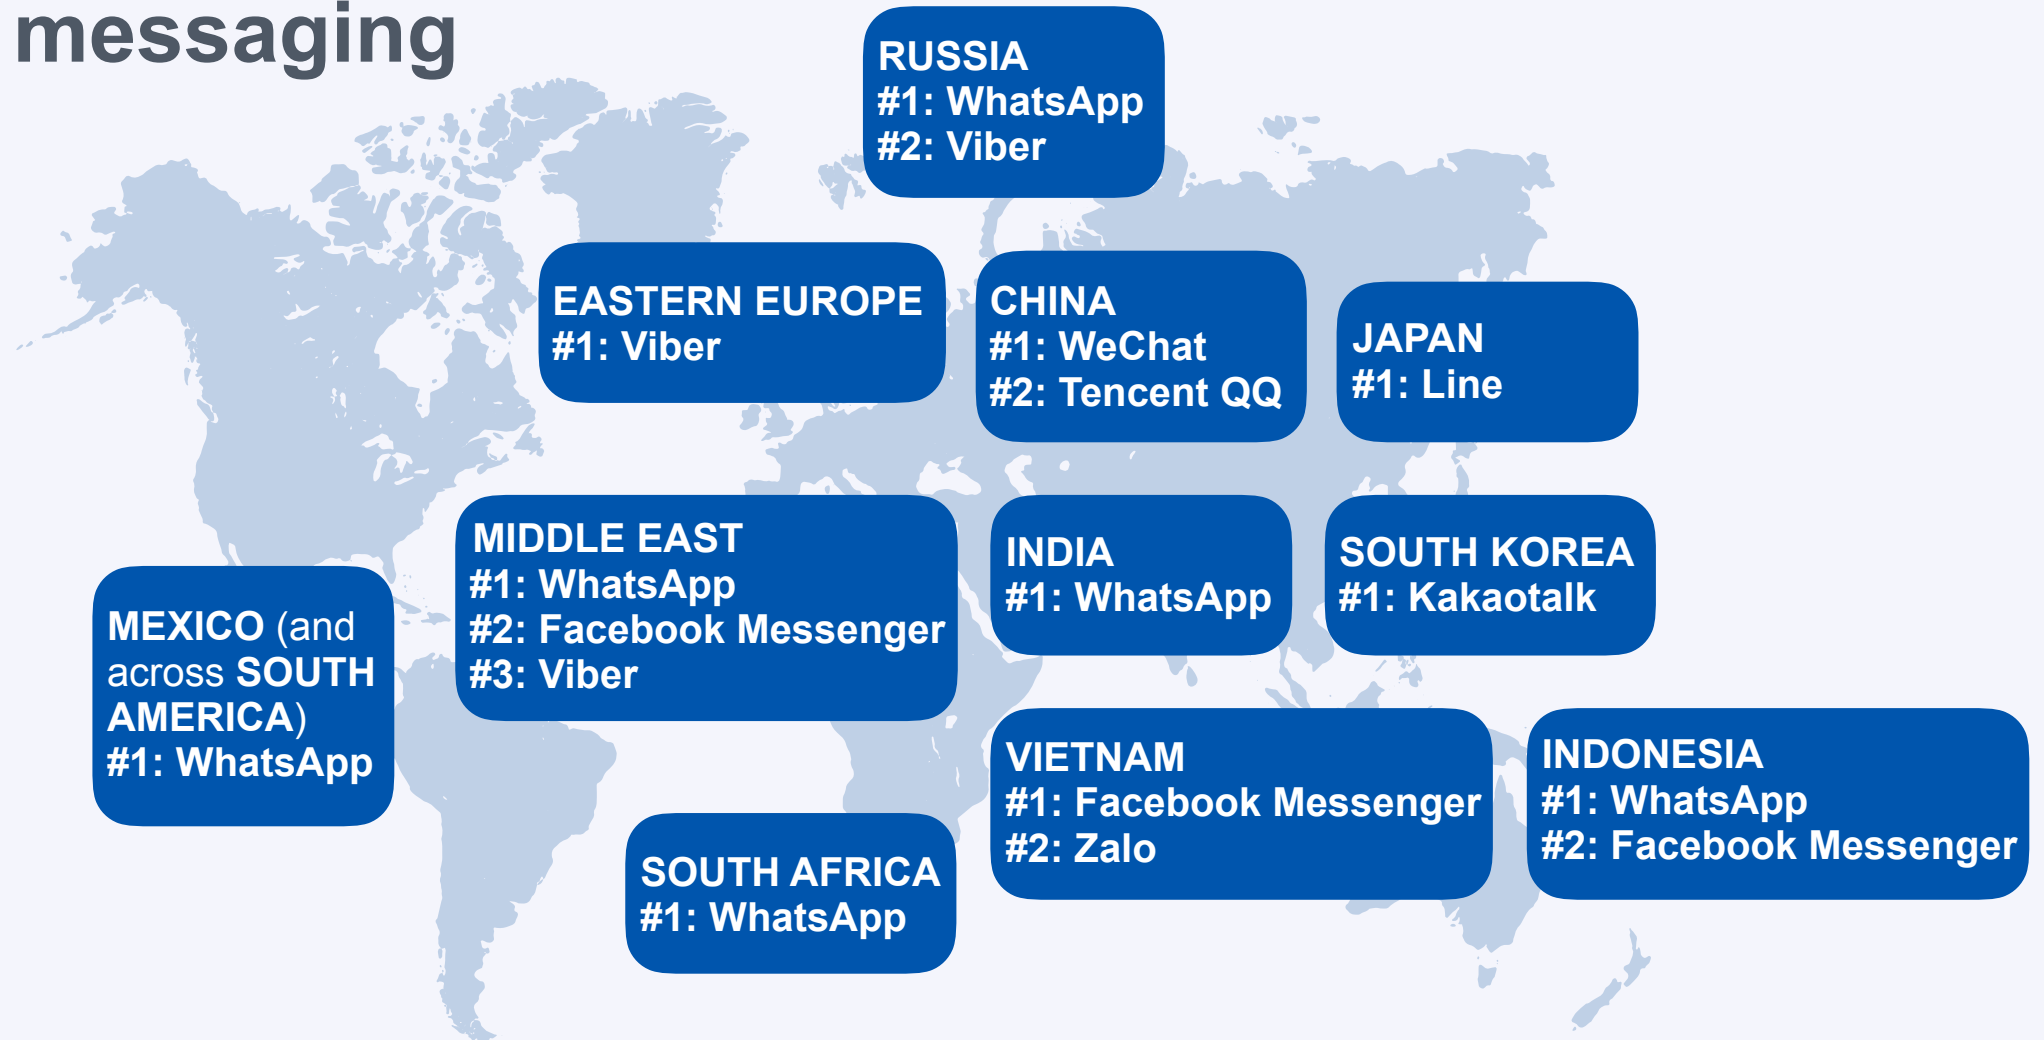 messaging
RUSSIA
#1: WhatsApp
#2: Viber
EASTERN EUROPE
#1: Viber
CHINA
#1: WeChat
#2: Tencent QQ
JAPAN
#1: Line
MIDDLE EAST
#1: WhatsApp
#2: Facebook Messenger
#3: Viber
INDIA
#1: WhatsApp
SOUTH KOREA
#1: Kakaotalk
MEXICO (and
across SOUTH
AMERICA)
#1: WhatsApp
VIETNAM
#1: Facebook Messenger
#2: Zalo
INDONESIA
#1: WhatsApp
#2: Facebook Messenger
SOUTH AFRICA
#1: WhatsApp